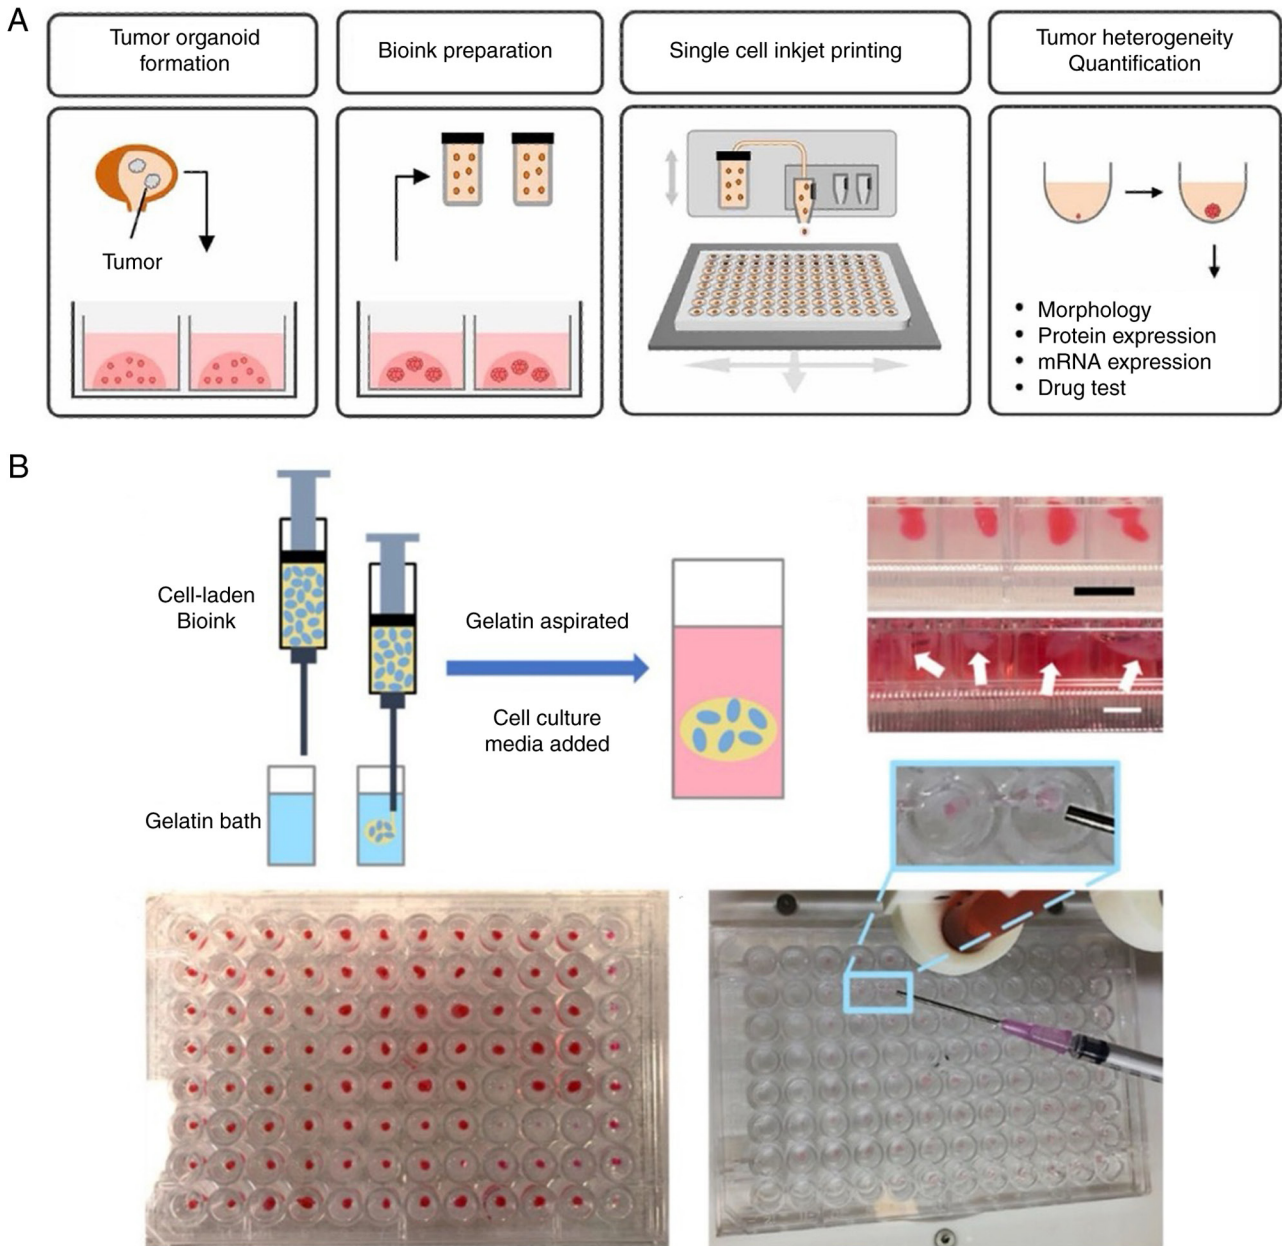 A
Tumor organoid
formation
Bioink preparation
Single cell inkjet printing
Tumor heterogeneity
Quantification
Tumor
• Morphology
• Protein expression
• mRNA expression
• Drug test
B
Cell-laden
Bioink
Gelatin aspirated
Cell culture
media added
Gelatin bath